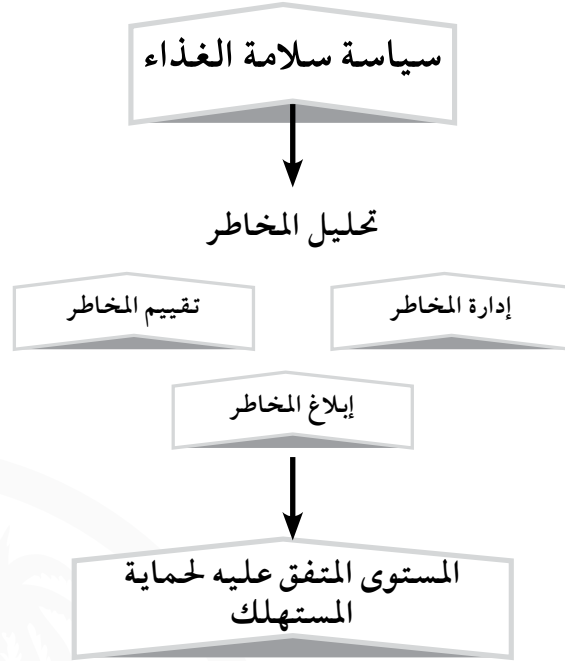 سياسة سلامة الغذاء
تحليل المخاطر
إدارة المخاطر
تقييم المخاطر
إبلاغ المخاطر
المستوى المتفق عليه لحماية
المستهلك